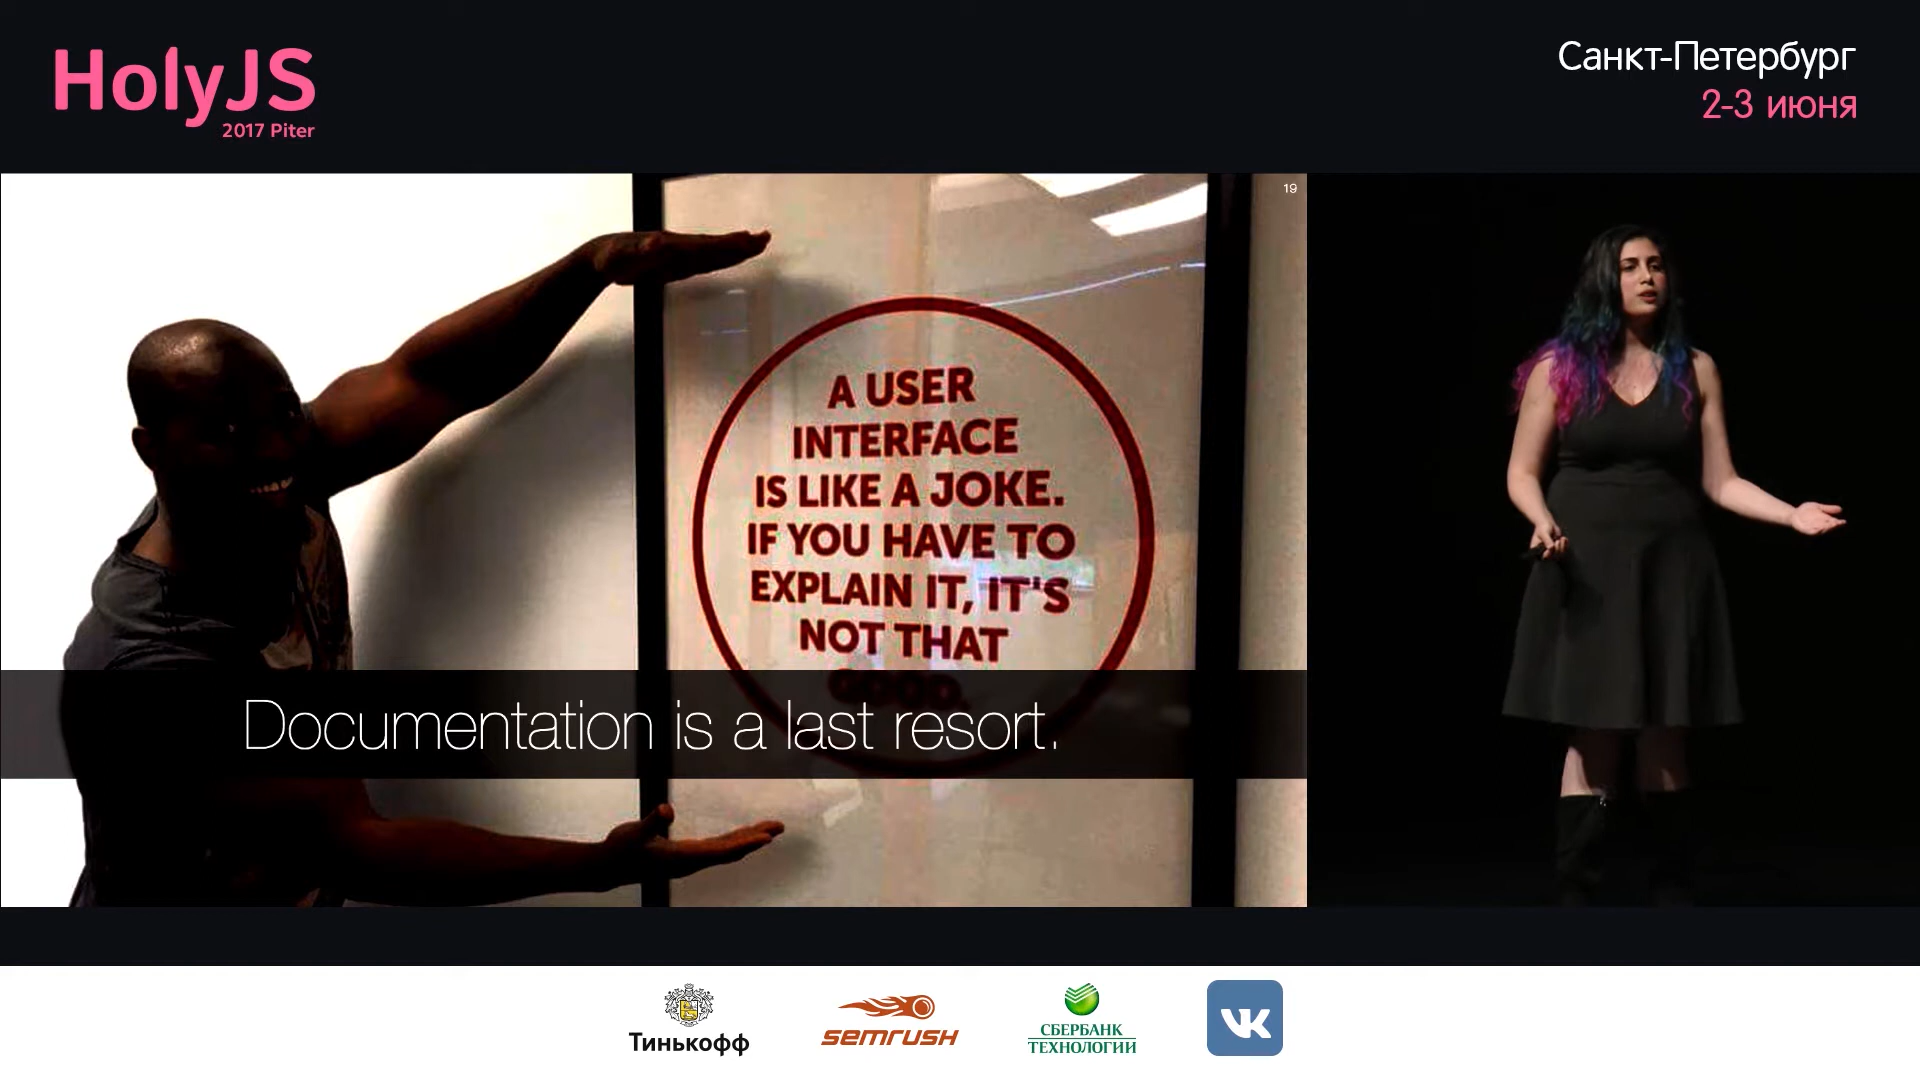 HolyJS
2017 Piter
Санкт-Петербург
2-3 июня
19
A USER
INTERFACE
IS LIKE A JOKE.
IF YOU HAVE TO
EXPLAIN IT, IT'S
NOT THAT
GOOD.
Documentation is a last resort.
Тинькофф
semrush
СБЕРБАНК
ТЕХНОЛОГИИ
VK